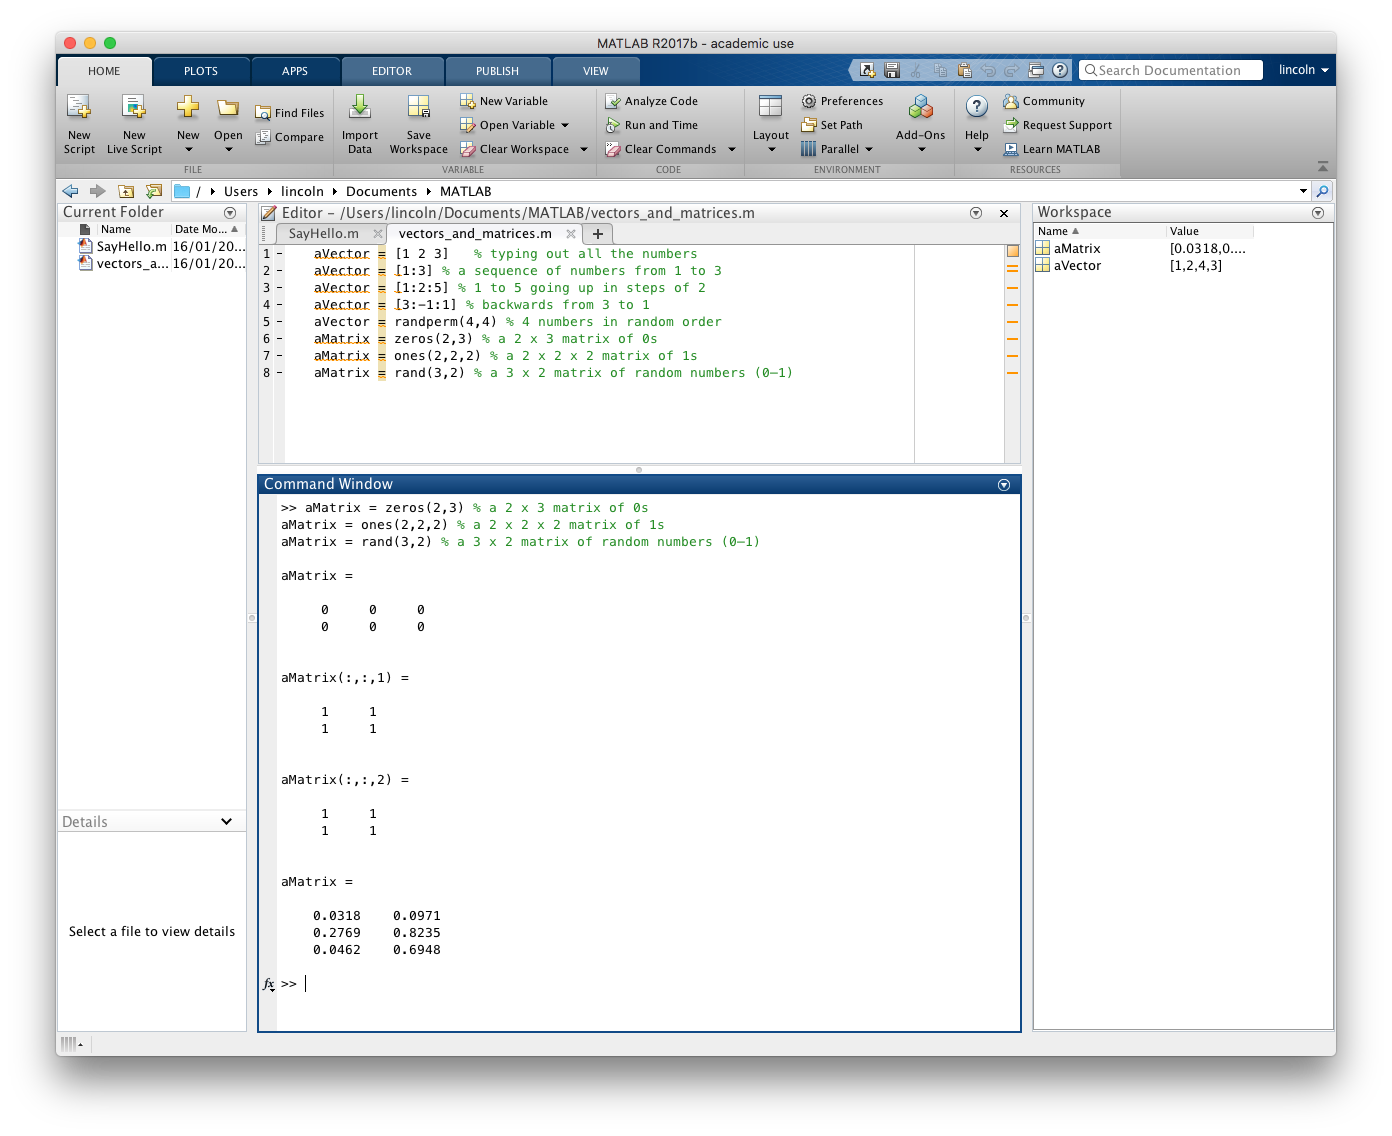 MATLAB R2017b - academic use
HOME PLOTS APPS EDITOR PUBLISH VIEW Search Documentation lincoln
New Script
New Live Script
New
Open
Find Files
Compare
FILE
Import Data
Save Workspace
New Variable
Open Variable
Clear Workspace
VARIABLE
Analyze Code
Run and Time
Clear Commands
CODE
Layout
Preferences
Set Path
Parallel
Add-Ons
ENVIRONMENT
Help
Community
Request Support
Learn MATLAB
RESOURCES
/ Users lincoln Documents MATLAB
Current Folder
Name Date Mo...
SayHello.m 16/01/20...
vectors_a... 16/01/20...
Details
Select a file to view details
Editor - /Users/lincoln/Documents/MATLAB/vectors_and_matrices.m
SayHello.m vectors_and_matrices.m
1 - aVector = [1 2 3] % typing out all the numbers
2 - aVector = [1:3] % a sequence of numbers from 1 to 3
3 - aVector = [1:2:5] % 1 to 5 going up in steps of 2
4 - aVector = [3:-1:1] % backwards from 3 to 1
5 - aVector = randperm(4,4) % 4 numbers in random order
6 - aMatrix = zeros(2,3) % a 2 x 3 matrix of 0s
7 - aMatrix = ones(2,2,2) % a 2 x 2 x 2 matrix of 1s
8 - aMatrix = rand(3,2) % a 3 x 2 matrix of random numbers (0–1)
Command Window
>> aMatrix = zeros(2,3) % a 2 x 3 matrix of 0s
aMatrix = ones(2,2,2) % a 2 x 2 x 2 matrix of 1s
aMatrix = rand(3,2) % a 3 x 2 matrix of random numbers (0–1)
aMatrix =
0 0 0
0 0 0
aMatrix(:,:,1) =
1 1
1 1
aMatrix(:,:,2) =
1 1
1 1
aMatrix =
0.0318 0.0971
0.2769 0.8235
0.0462 0.6948
fx >>
Workspace
Name Value
aMatrix [0.0318,0....
aVector [1,2,4,3]